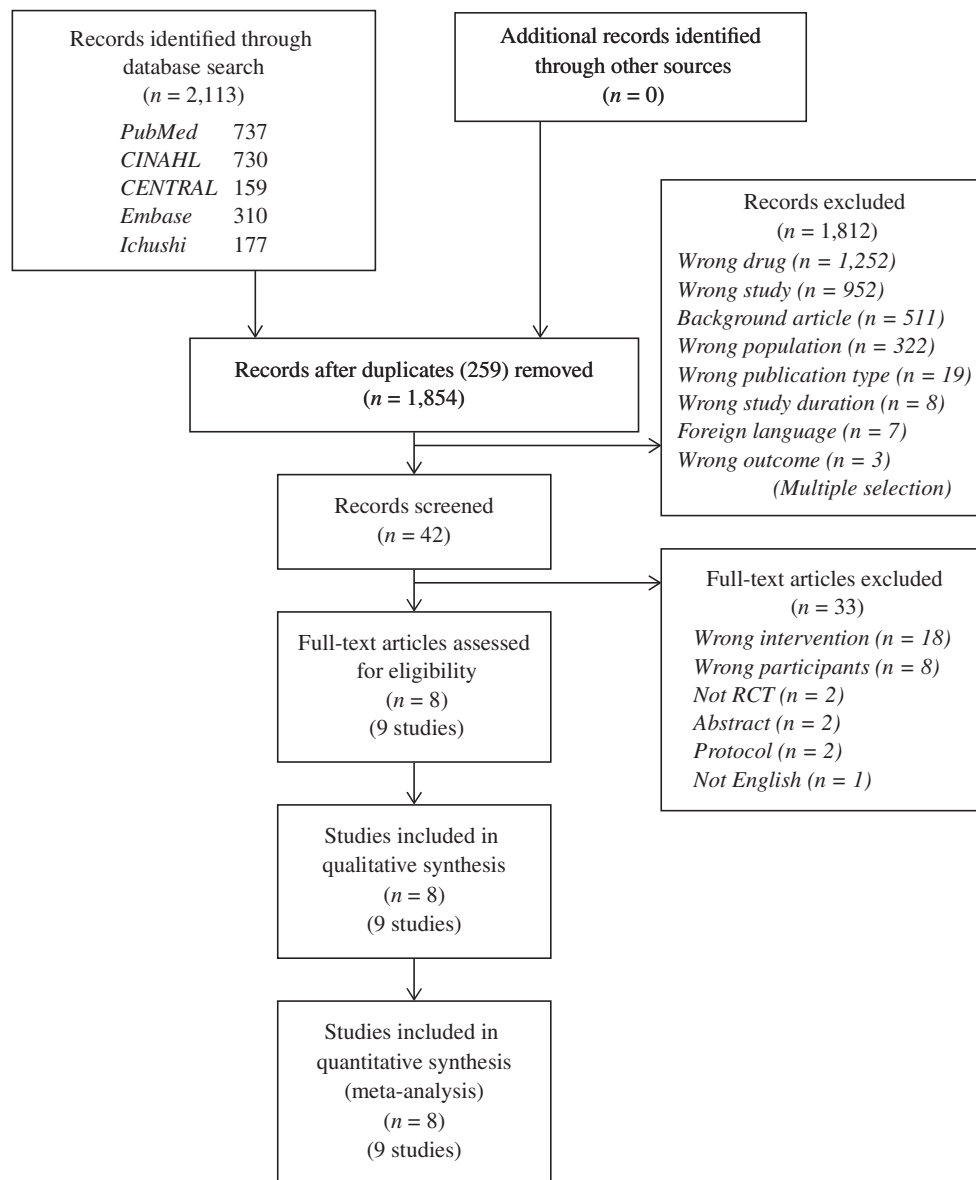 Records identified through
database search
(n = 2,113)
PubMed 737
CINAHL 730
CENTRAL 159
Embase 310
Ichushi 177
Additional records identified
through other sources
(n = 0)
Records after duplicates (259) removed
(n = 1,854)
Records excluded
(n = 1,812)
Wrong drug (n = 1,252)
Wrong study (n = 952)
Background article (n = 511)
Wrong population (n = 322)
Wrong publication type (n = 19)
Wrong study duration (n = 8)
Foreign language (n = 7)
Wrong outcome (n = 3)
(Multiple selection)
Records screened
(n = 42)
Full-text articles excluded
(n = 33)
Wrong intervention (n = 18)
Wrong participants (n = 8)
Not RCT (n = 2)
Abstract (n = 2)
Protocol (n = 2)
Not English (n = 1)
Full-text articles assessed
for eligibility
(n = 8)
(9 studies)
Studies included in
qualitative synthesis
(n = 8)
(9 studies)
Studies included in
quantitative synthesis
(meta-analysis)
(n = 8)
(9 studies)